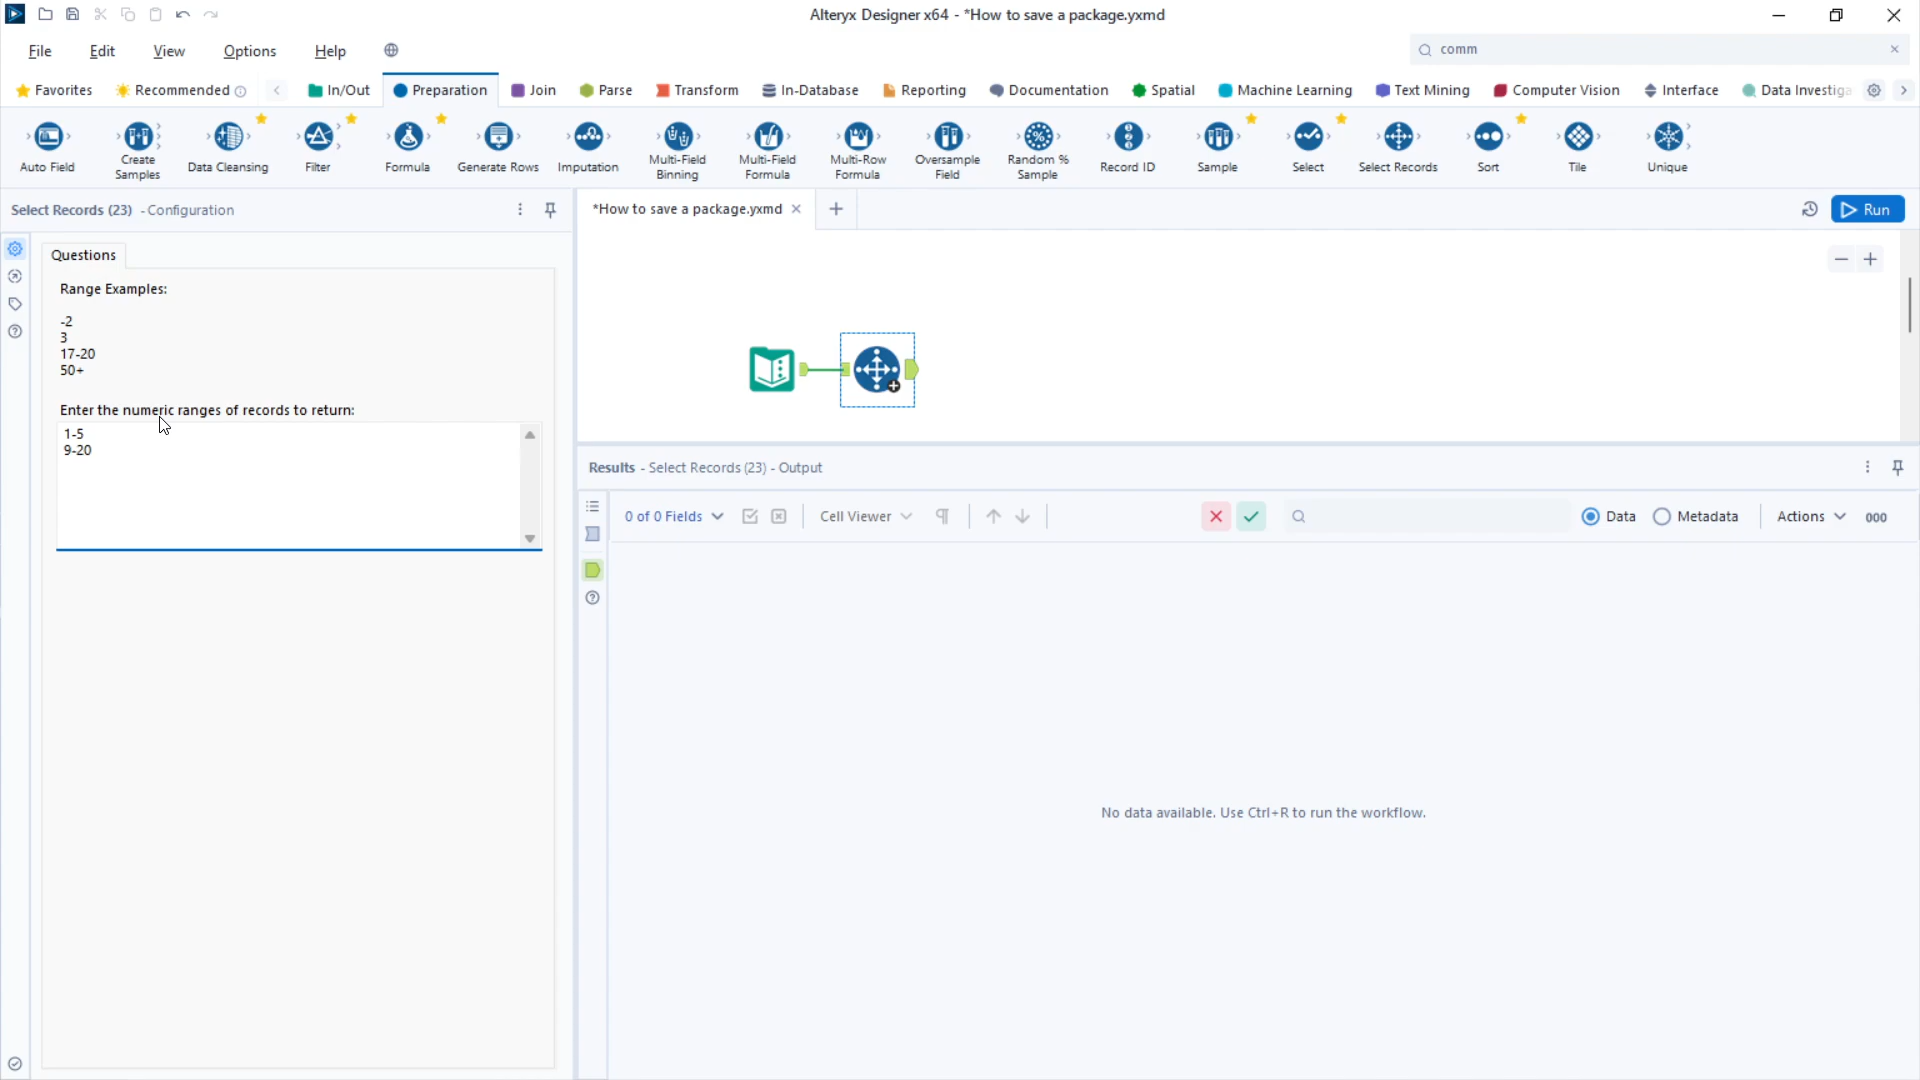 Alteryx Designer x64 - *How to save a package.yxmd
File Edit View Options Help
comm
Favorites Recommended In/Out Preparation Join Parse Transform In-Database Reporting Documentation Spatial Machine Learning Text Mining Computer Vision Interface Data Investiga
Auto Field
Create
Samples
Data Cleansing
Filter
Formula
Generate Rows
Imputation
Multi-Field
Binning
Multi-Field
Formula
Multi-Row
Formula
Oversample
Field
Random %
Sample
Record ID
Sample
Select
Select Records
Sort
Tile
Unique
Select Records (23) - Configuration
*How to save a package.yxmd
Run
Questions
Range Examples:
-2
3
17-20
50+
Enter the numeric ranges of records to return:
1-5
9-20
Results - Select Records (23) - Output
0 of 0 Fields Cell Viewer Data Metadata Actions 000
No data available. Use Ctrl+R to run the workflow.